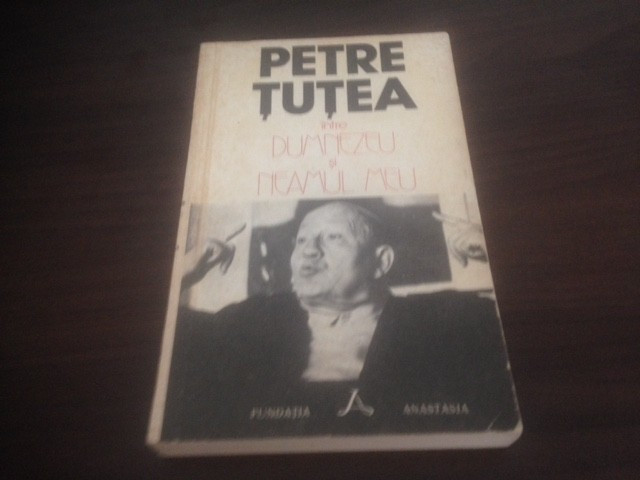 PETRE
ȚUȚEA
între
DUMNEZEU
și
NEAMUL MEU
FUNDAȚIA ANASTASIA